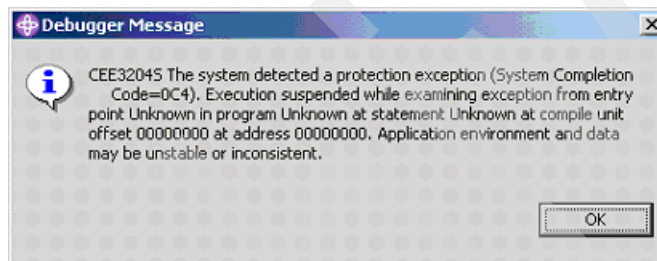 Debugger Message
CEE3204S The system detected a protection exception (System Completion
Code=0C4). Execution suspended while examining exception from entry
point Unknown in program Unknown at statement Unknown at compile unit
offset 00000000 at address 00000000. Application environment and data
may be unstable or inconsistent.
OK